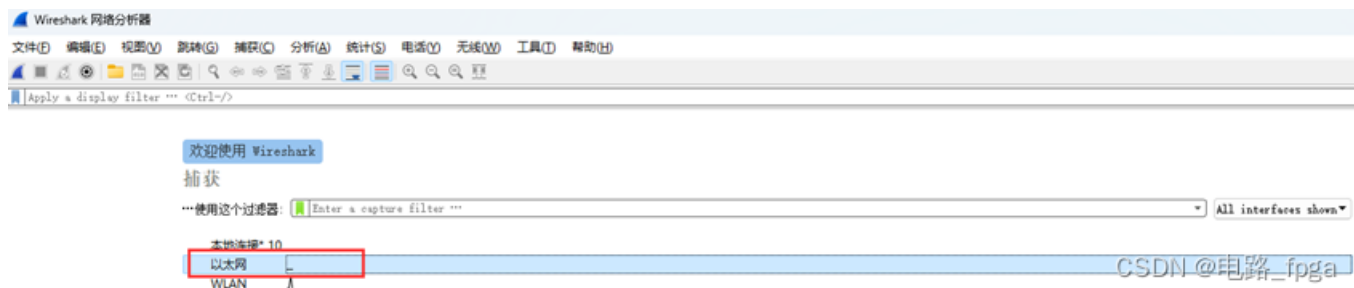 Wireshark 网络分析器
文件(F) 编辑(E) 视图(V) 跳转(G) 捕获(C) 分析(A) 统计(S) 电话(Y) 无线(W) 工具(T) 帮助(H)
Apply a display filter … <Ctrl-/>
欢迎使用 Wireshark
捕获
…使用这个过滤器: Enter a capture filter … All interfaces shown
本地连接* 10
以太网
WLAN
CSDN @电路_fpga